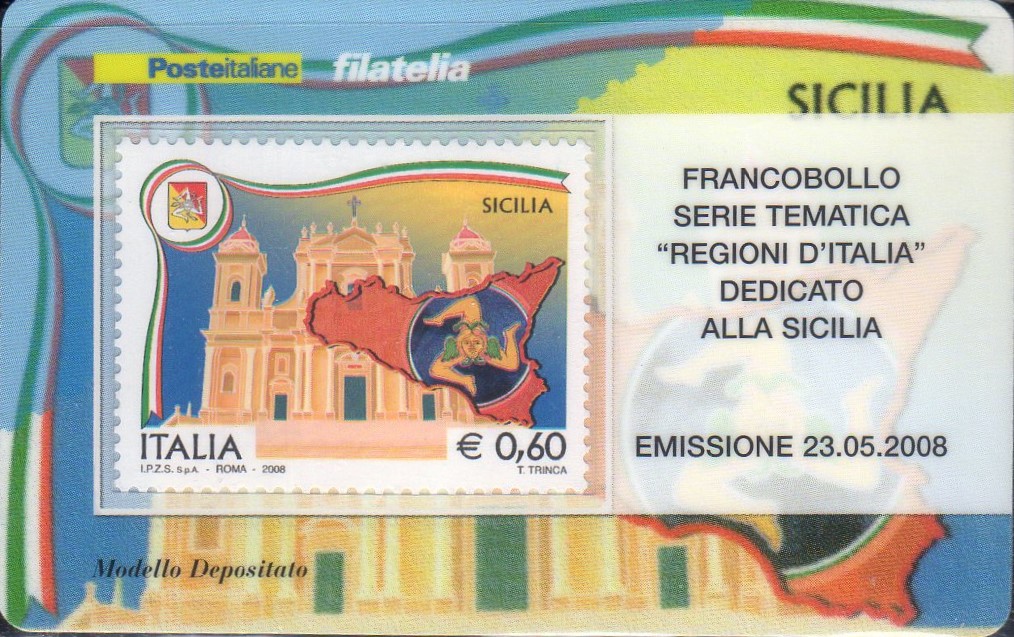 Posteitaliane filatelia
SICILIA
FRANCOBOLLO
SERIE TEMATICA
“REGIONI D’ITALIA”
DEDICATO
ALLA SICILIA
EMISSIONE 23.05.2008
SICILIA
ITALIA € 0,60
I.P.Z.S. S.p.A. - ROMA - 2008 T. TRINCA
Modello Depositato